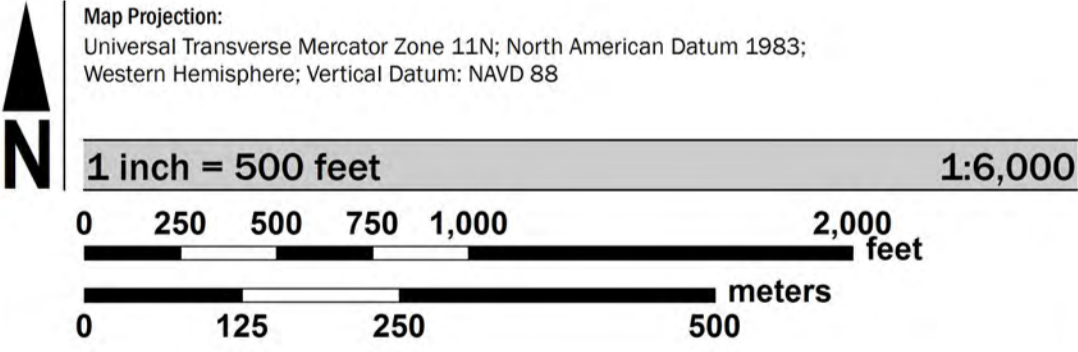 Map Projection:
Universal Transverse Mercator Zone 11N; North American Datum 1983;
Western Hemisphere; Vertical Datum: NAVD 88
N
1 inch = 500 feet 1:6,000
0 250 500 750 1,000 2,000
feet
meters
0 125 250 500